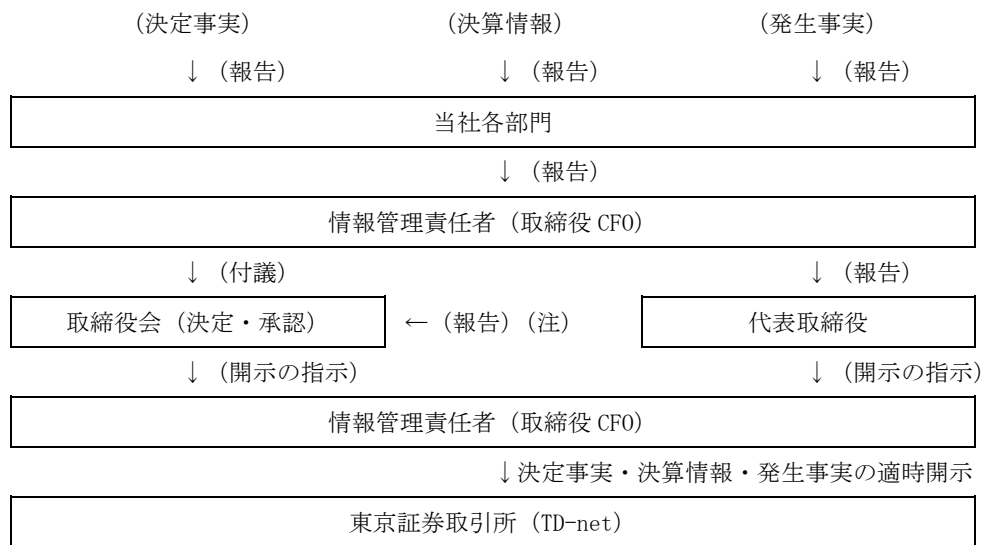 (決定事実) (決算情報) (発生事実)
↓ (報告) ↓ (報告) ↓ (報告)
当社各部門
↓ (報告)
情報管理責任者 (取締役 CFO)
↓ (付議) ↓ (報告)
取締役会 (決定・承認) ← (報告) (注) 代表取締役
↓ (開示の指示) ↓ (開示の指示)
情報管理責任者 (取締役 CFO)
↓決定事実・決算情報・発生事実の適時開示
東京証券取引所 (TD-net)